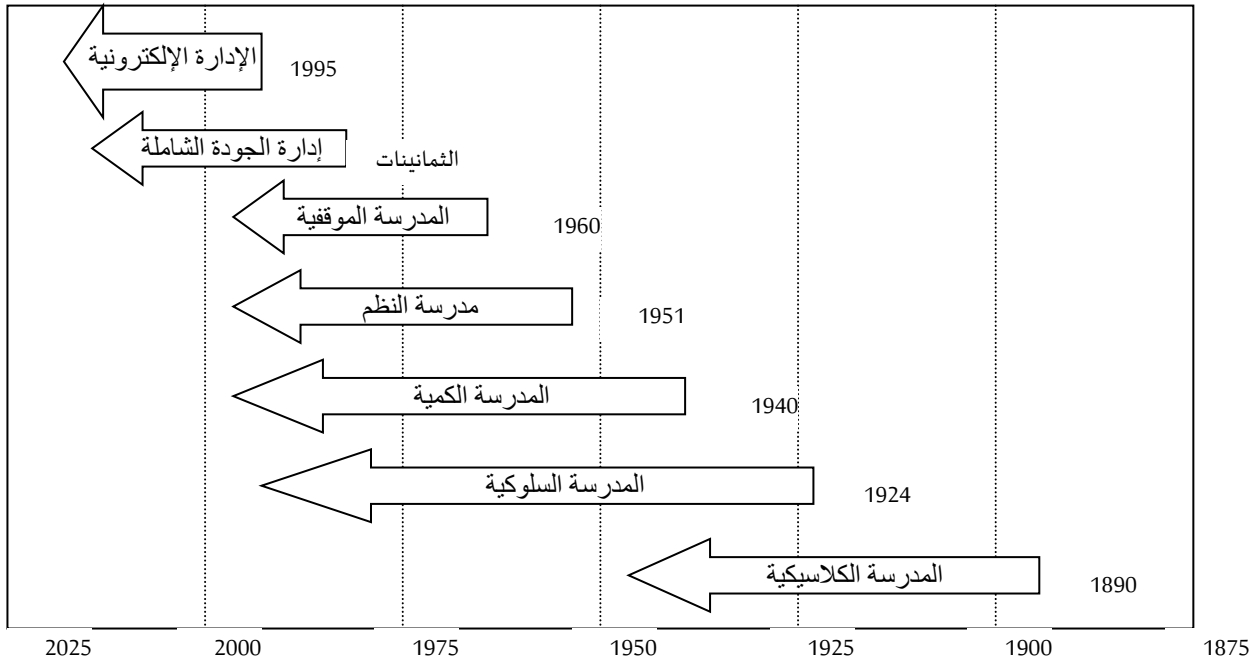 الإدارة الإلكترونية
1995
إدارة الجودة الشاملة
الثمانينات
المدرسة الموقفية
1960
مدرسة النظم
1951
المدرسة الكمية
1940
المدرسة السلوكية
1924
المدرسة الكلاسيكية
1890
2025 2000 1975 1950 1925 1900 1875